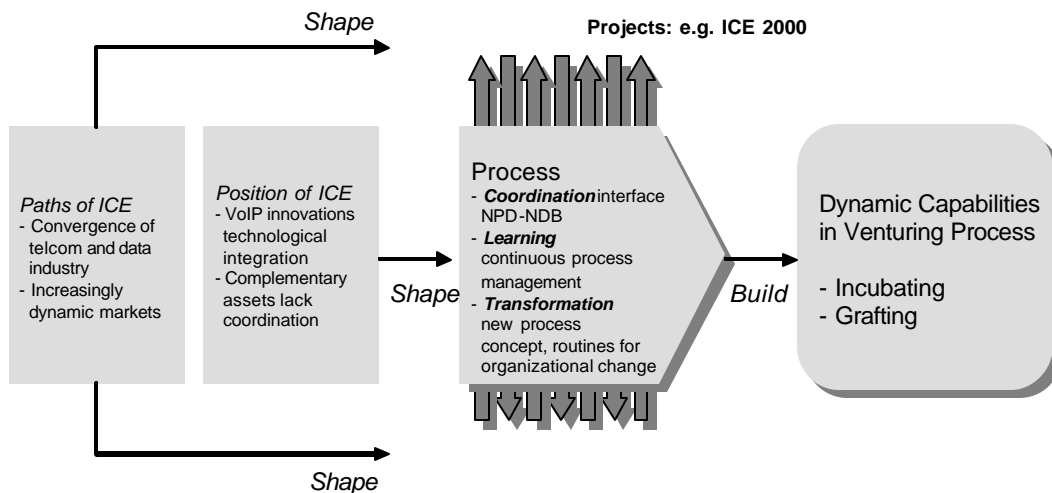 Shape
Projects: e.g. ICE 2000
Paths of ICE
- Convergence of
telcom and data
industry
- Increasingly
dynamic markets
Position of ICE
- VoIP innovations
technological
integration
- Complementary
assets lack
coordination
Shape
Process
- Coordination interface
NPD-NDB
- Learning
continuous process
management
- Transformation
new process
concept, routines for
organizational change
Build
Dynamic Capabilities
in Venturing Process
- Incubating
- Grafting
Shape